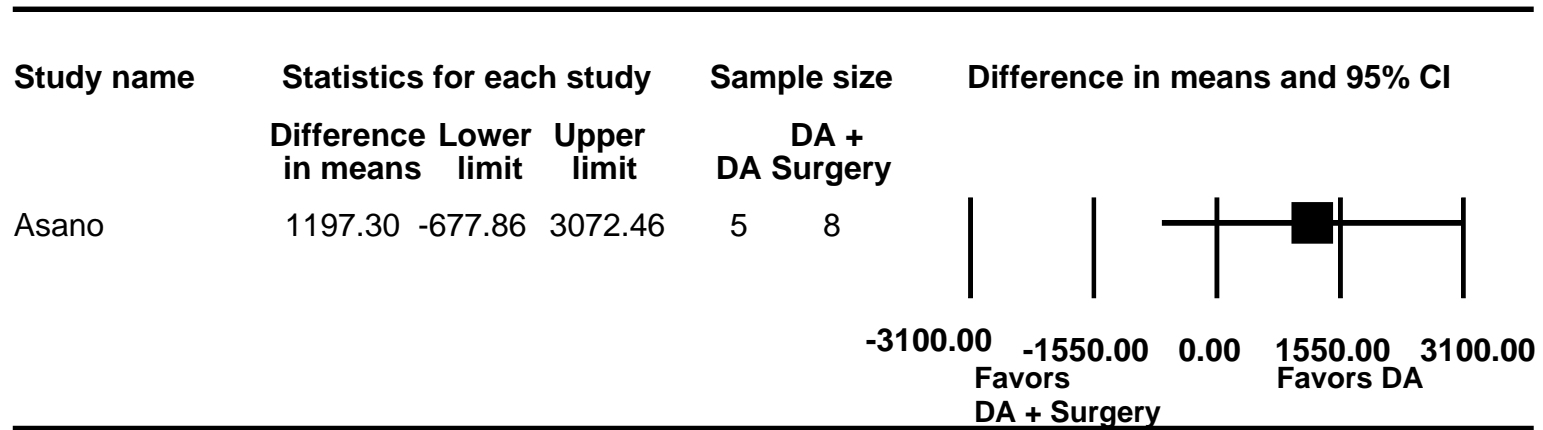 Study name Statistics for each study Sample size Difference in means and 95% CI
Difference Lower Upper DA +
in means limit limit DA Surgery
Asano 1197.30 -677.86 3072.46 5 8
-3100.00 -1550.00 0.00 1550.00 3100.00
Favors Favors DA
DA + Surgery